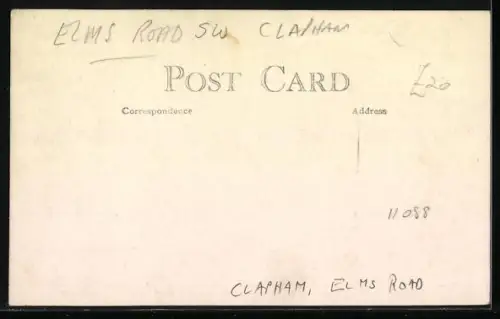 ELMS ROAD SW CLAPHAM
POST CARD
£20
Correspondence Address
11088
CLAPHAM, ELMS ROAD